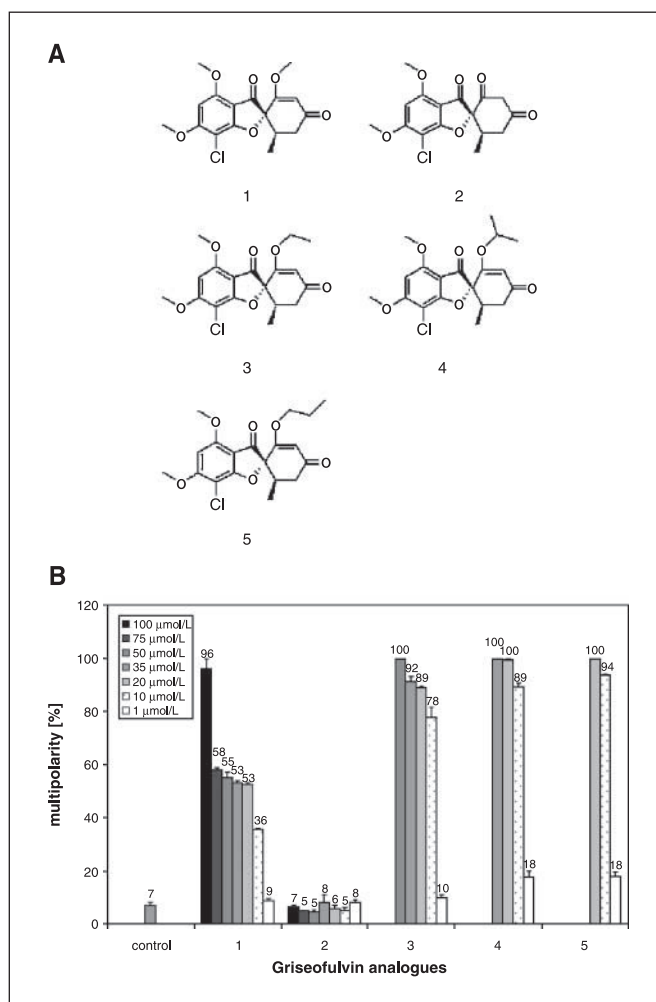 A
O
O
O
O
O
O
Cl
1
O
O
O
O
O
O
Cl
2
O
O
O
O
O
O
Cl
3
O
O
O
O
O
O
Cl
4
O
O
O
O
O
O
Cl
5
B
multipolarity [%]
120
100
80
60
40
20
0
100 µmol/L
75 µmol/L
50 µmol/L
35 µmol/L
20 µmol/L
10 µmol/L
1 µmol/L
7
96
58
55
53
53
36
9
7
5
5
8
6
5
8
100
92
89
78
10
100
100
89
18
100
94
18
control
1
2
3
4
5
Griseofulvin analogues